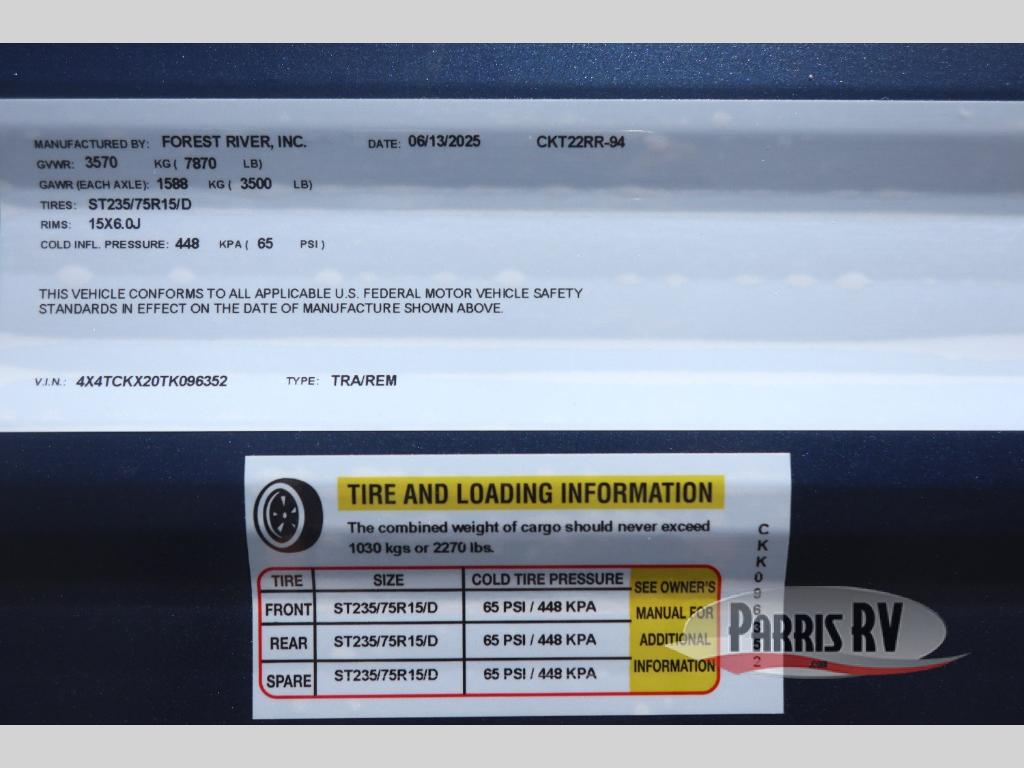 MANUFACTURED BY: FOREST RIVER, INC. DATE: 06/13/2025 CKT22RR-94
GVWR: 3570 KG ( 7870 LB)
GAWR (EACH AXLE): 1588 KG ( 3500 LB)
TIRES: ST235/75R15/D
RIMS: 15X6.0J
COLD INFL. PRESSURE: 448 KPA ( 65 PSI )
THIS VEHICLE CONFORMS TO ALL APPLICABLE U.S. FEDERAL MOTOR VEHICLE SAFETY
STANDARDS IN EFFECT ON THE DATE OF MANUFACTURE SHOWN ABOVE.
V.I.N.: 4X4TCKX20TK096352 TYPE: TRA/REM
TIRE AND LOADING INFORMATION
The combined weight of cargo should never exceed
1030 kgs or 2270 lbs.
TIRE SIZE COLD TIRE PRESSURE
FRONT ST235/75R15/D 65 PSI / 448 KPA
REAR ST235/75R15/D 65 PSI / 448 KPA
SPARE ST235/75R15/D 65 PSI / 448 KPA
SEE OWNER'S
MANUAL FOR
ADDITIONAL
INFORMATION
CKK096352
PARRIS RV
.com